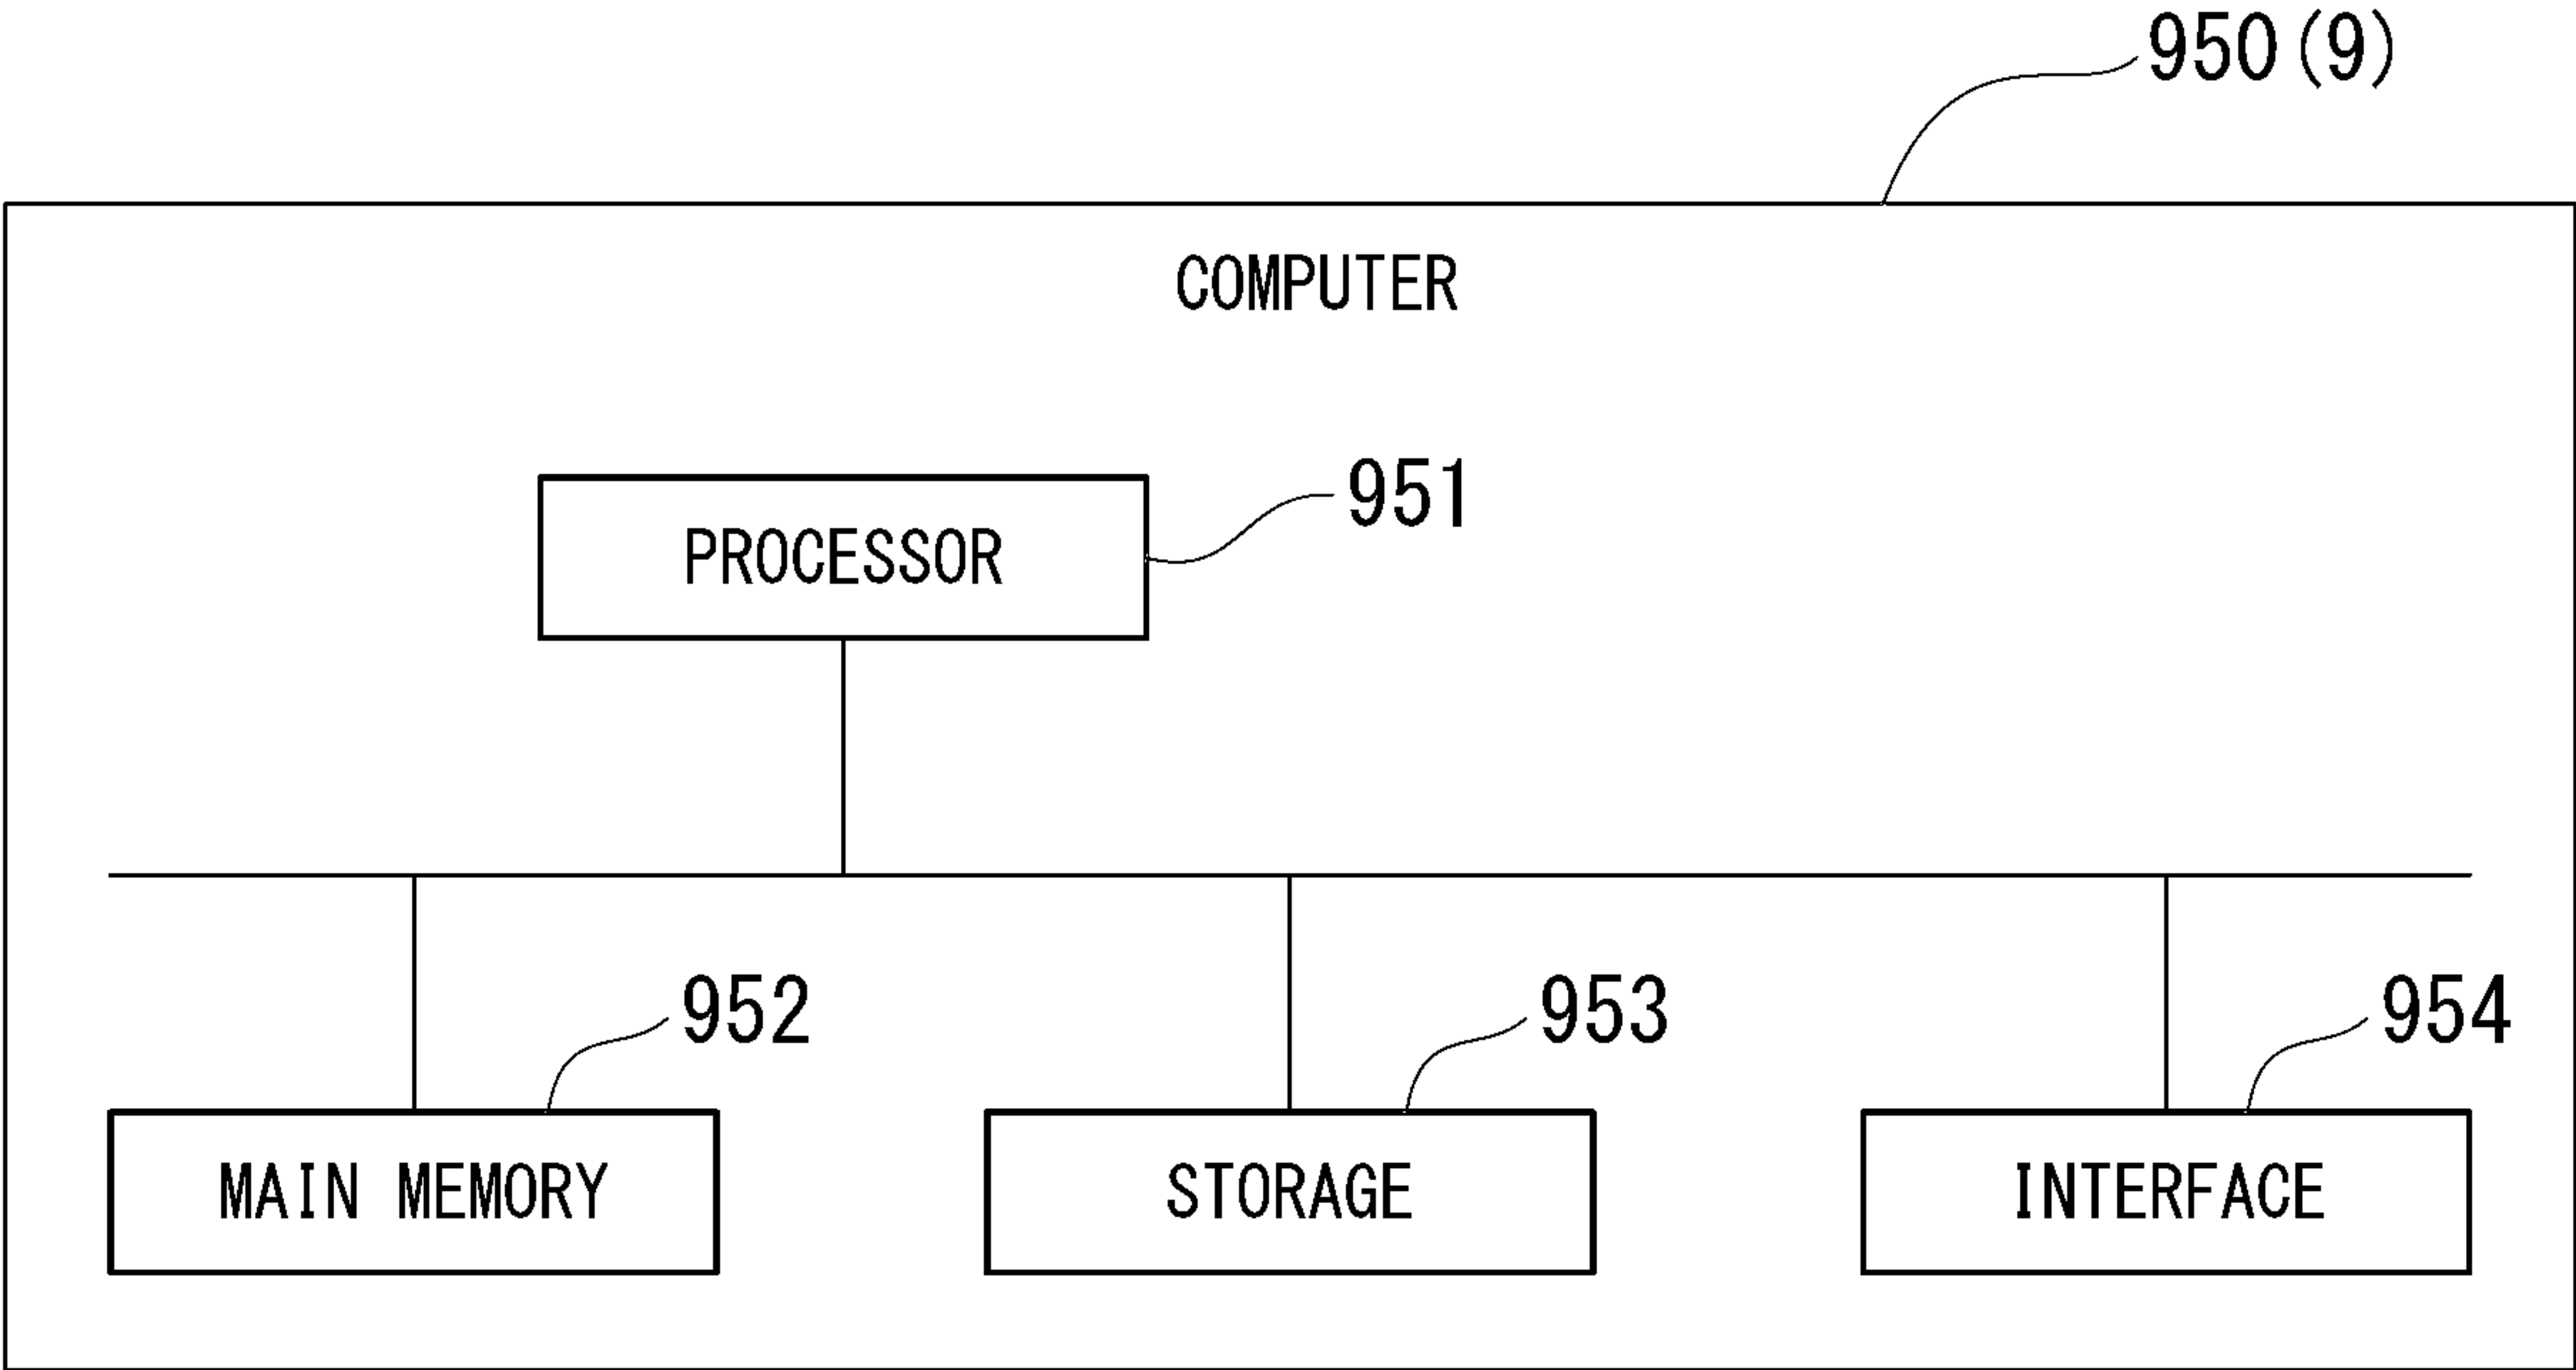 950(9)
COMPUTER
PROCESSOR
951
952
953
954
MAIN MEMORY
STORAGE
INTERFACE